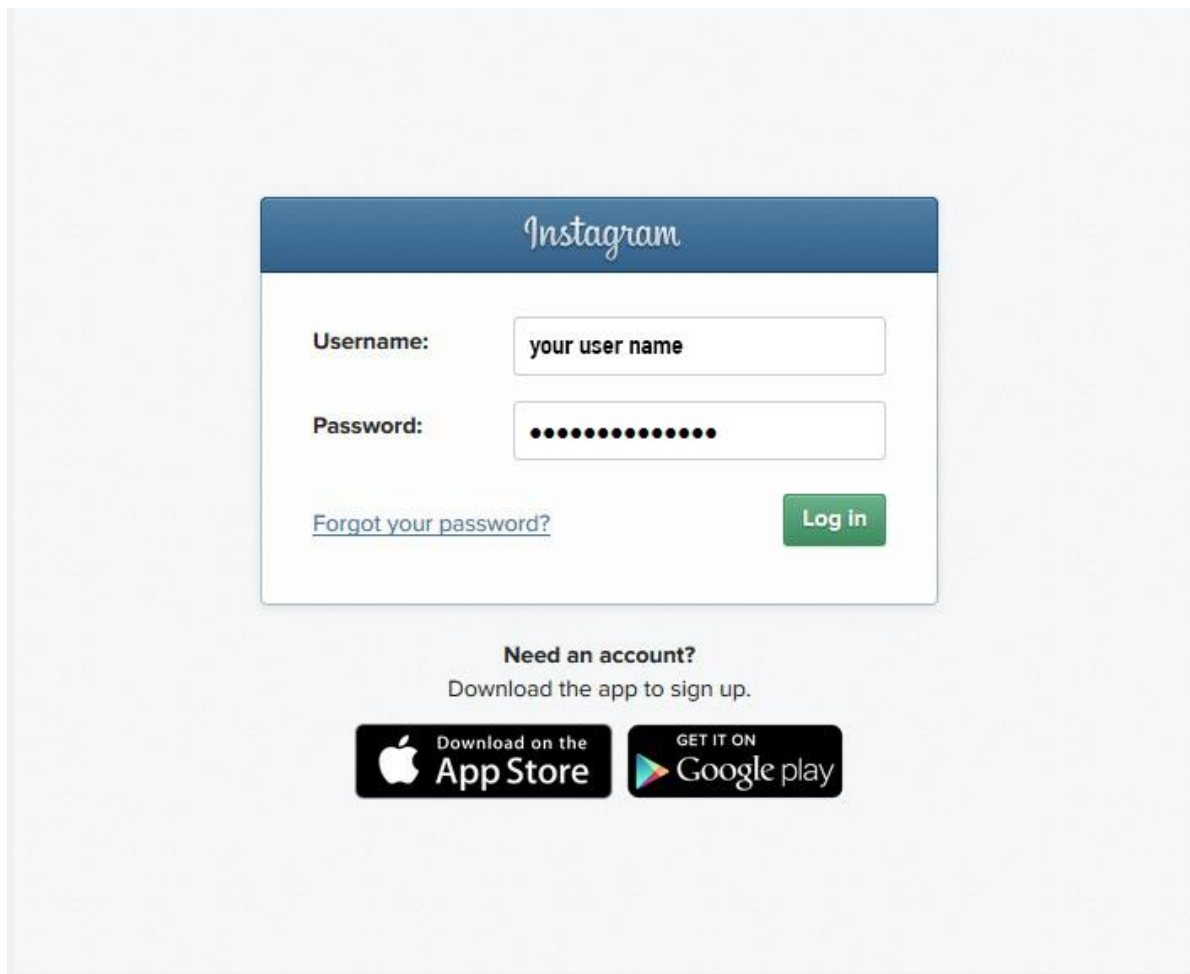 Instagram
Username:
your user name
Password:
••••••••••••••
Forgot your password?
Log in
Need an account?
Download the app to sign up.
Download on the
App Store
GET IT ON
Google play